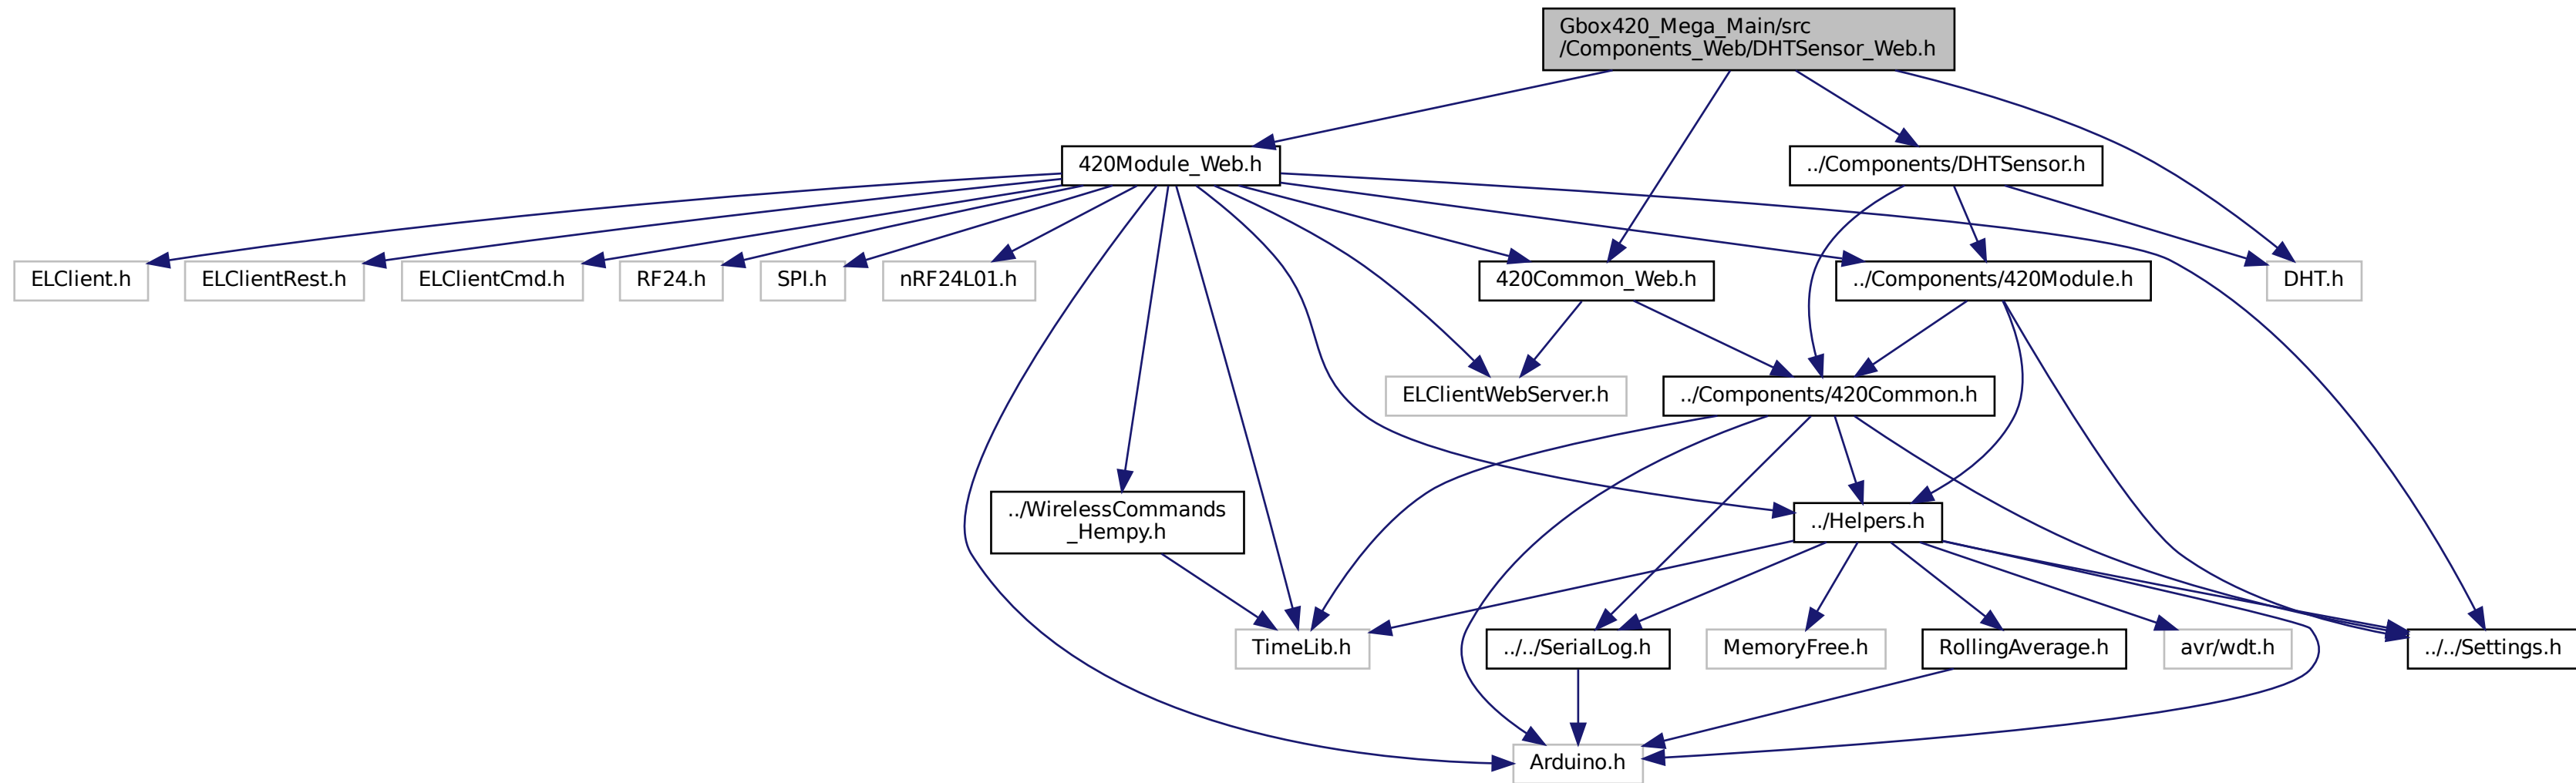 Gbox420_Mega_Main/src
/Components_Web/DHTSensor_Web.h
420Module_Web.h
../Components/DHTSensor.h
ELClient.h
ELClientRest.h
ELClientCmd.h
RF24.h
SPI.h
nRF24L01.h
420Common_Web.h
../Components/420Module.h
DHT.h
ELClientWebServer.h
../Components/420Common.h
../WirelessCommands
_Hempy.h
../Helpers.h
TimeLib.h
../../SerialLog.h
MemoryFree.h
RollingAverage.h
avr/wdt.h
../../Settings.h
Arduino.h